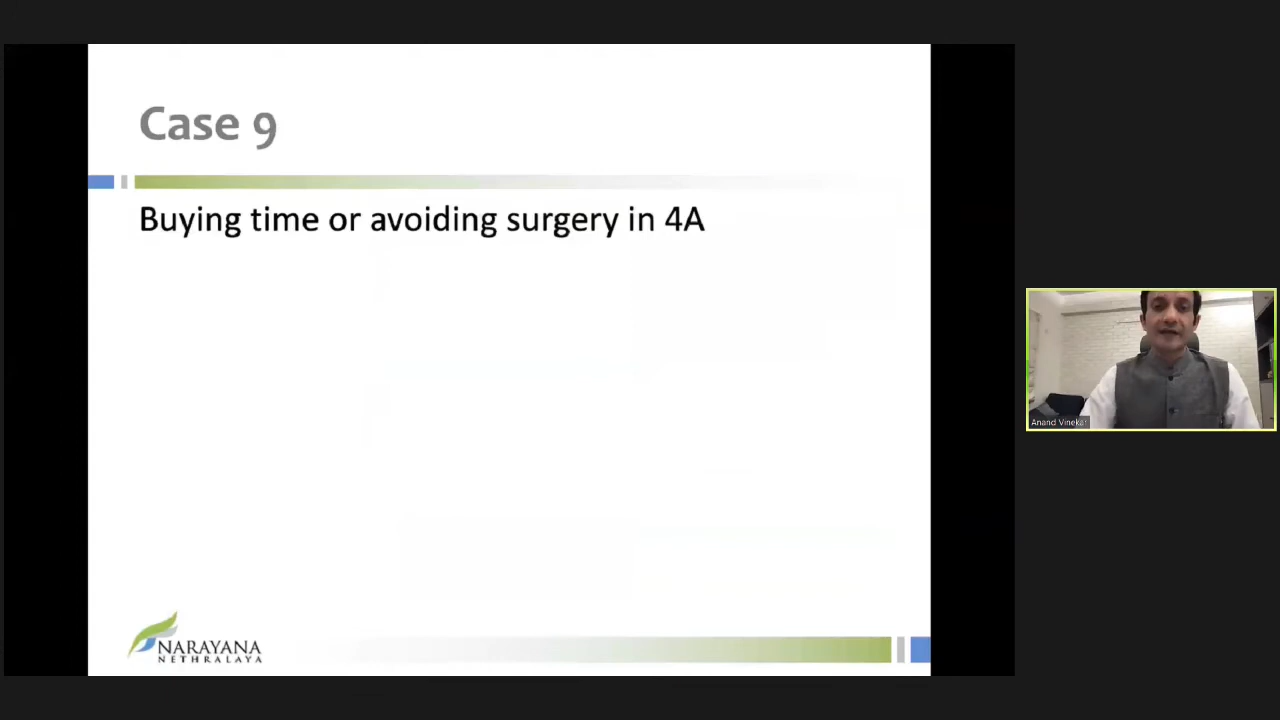 Case 9
Buying time or avoiding surgery in 4A
NARAYANA
NETHRALAYA
Anand Vinekar